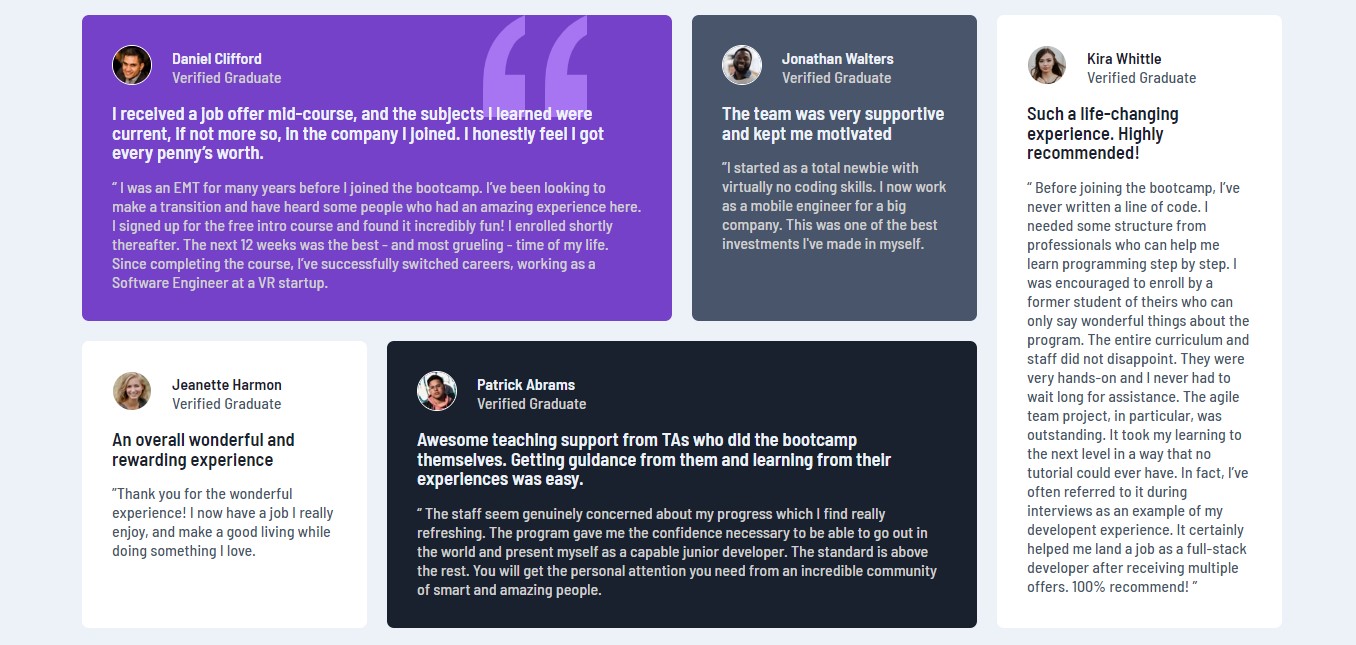 Daniel Clifford
Verified Graduate
I received a job offer mid-course, and the subjects I learned were
current, if not more so, in the company I joined. I honestly feel I got
every penny’s worth.
“ I was an EMT for many years before I joined the bootcamp. I’ve been looking to
make a transition and have heard some people who had an amazing experience here.
I signed up for the free intro course and found it incredibly fun! I enrolled shortly
thereafter. The next 12 weeks was the best - and most grueling - time of my life.
Since completing the course, I’ve successfully switched careers, working as a
Software Engineer at a VR startup.
Jonathan Walters
Verified Graduate
The team was very supportive
and kept me motivated
“I started as a total newbie with
virtually no coding skills. I now work
as a mobile engineer for a big
company. This was one of the best
investments I've made in myself.
Kira Whittle
Verified Graduate
Such a life-changing
experience. Highly
recommended!
“ Before joining the bootcamp, I’ve
never written a line of code. I
needed some structure from
professionals who can help me
learn programming step by step. I
was encouraged to enroll by a
former student of theirs who can
only say wonderful things about the
program. The entire curriculum and
staff did not disappoint. They were
very hands-on and I never had to
wait long for assistance. The agile
team project, in particular, was
outstanding. It took my learning to
the next level in a way that no
tutorial could ever have. In fact, I’ve
often referred to it during
interviews as an example of my
developent experience. It certainly
helped me land a job as a full-stack
developer after receiving multiple
offers. 100% recommend! ”
Jeanette Harmon
Verified Graduate
An overall wonderful and
rewarding experience
“Thank you for the wonderful
experience! I now have a job I really
enjoy, and make a good living while
doing something I love.
Patrick Abrams
Verified Graduate
Awesome teaching support from TAs who did the bootcamp
themselves. Getting guidance from them and learning from their
experiences was easy.
“ The staff seem genuinely concerned about my progress which I find really
refreshing. The program gave me the confidence necessary to be able to go out in
the world and present myself as a capable junior developer. The standard is above
the rest. You will get the personal attention you need from an incredible community
of smart and amazing people.